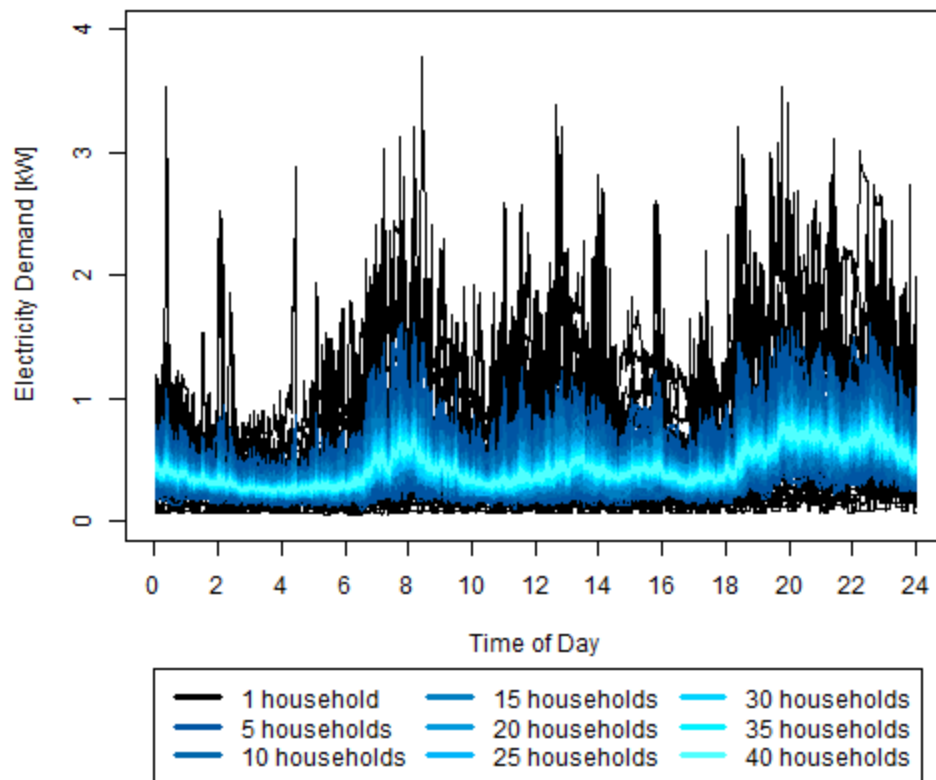 4
3
2
1
0
Electricity Demand [kW]
0 2 4 6 8 10 12 14 16 18 20 22 24
Time of Day
1 household 15 households 30 households
5 households 20 households 35 households
10 households 25 households 40 households